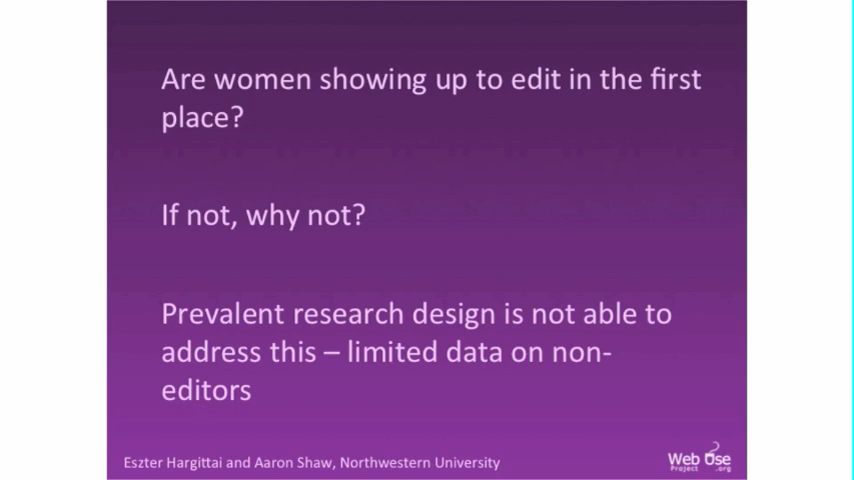 Are women showing up to edit in the first
place?
If not, why not?
Prevalent research design is not able to
address this – limited data on non-
editors
Eszter Hargittai and Aaron Shaw, Northwestern University
Web Use
Project .org